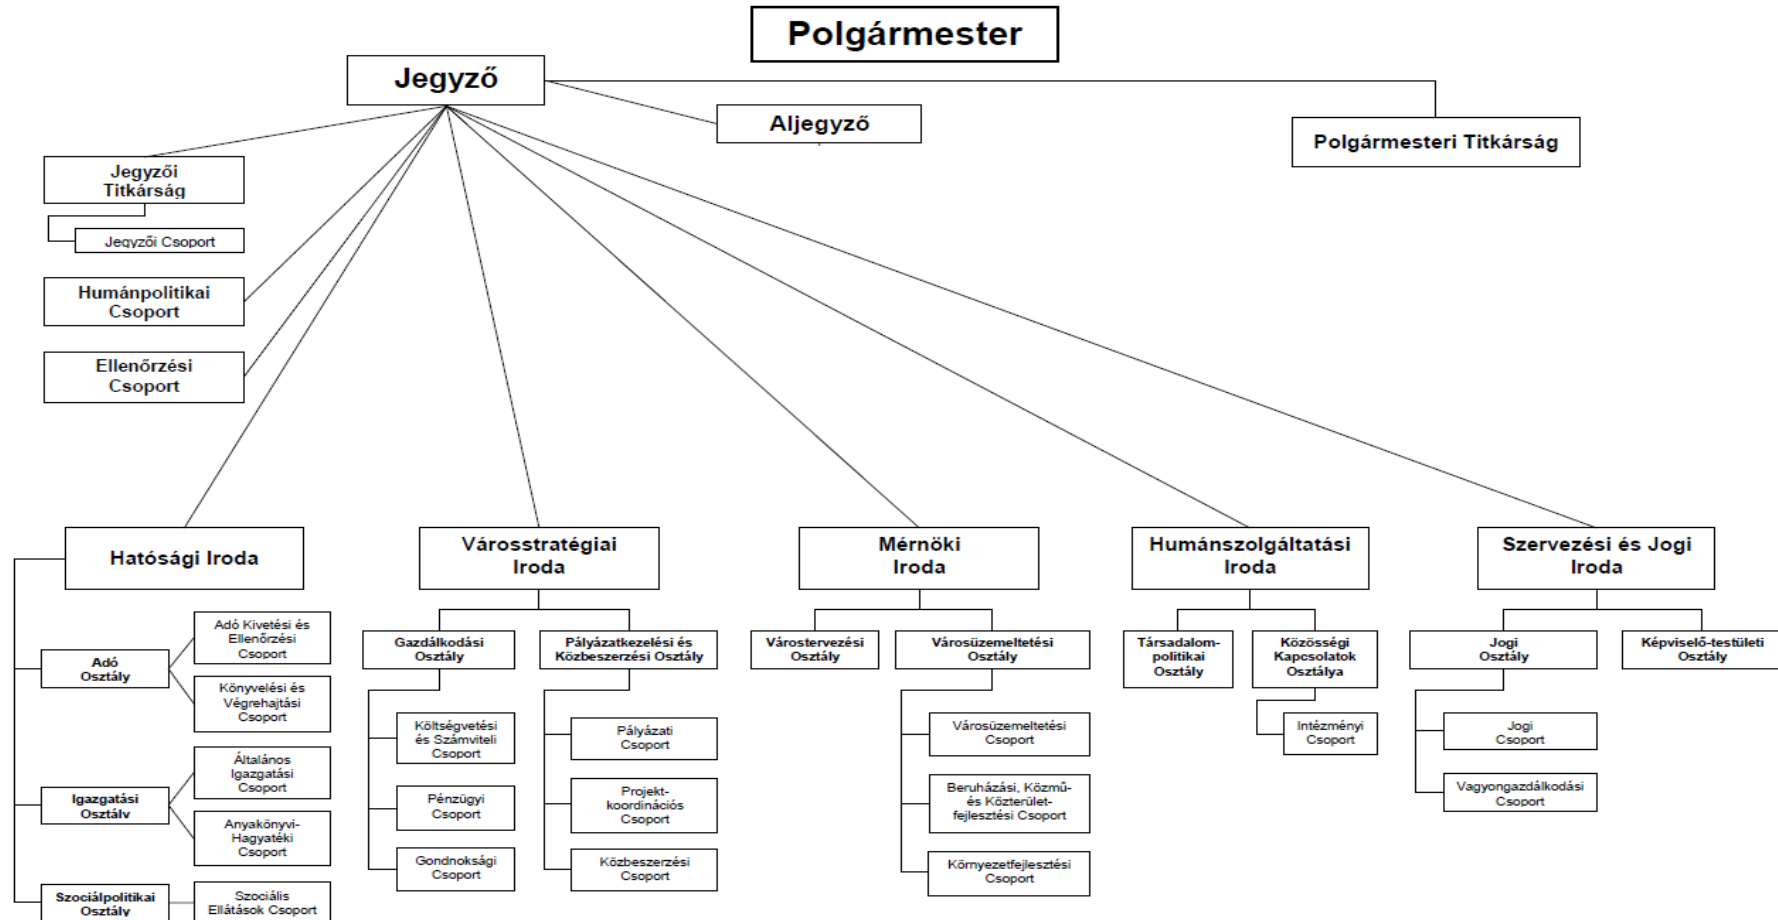 Polgármester
Jegyző
Aljegyző
Polgármesteri Titkárság
Jegyzői
Titkárság
Jegyzői Csoport
Humánpolitikai
Csoport
Ellenőrzési
Csoport
Hatósági Iroda
Adó
Osztály
Adó Kivetési és
Ellenőrzési
Csoport
Könyvelési és
Végrehajtási
Csoport
Igazgatási
Osztály
Általános
Igazgatási
Csoport
Anyakönyvi-
Hagyatéki
Csoport
Szociálpolitikai
Osztály
Szociális
Ellátások Csoport
Városstratégiai
Iroda
Gazdálkodási
Osztály
Költségvetési
és Számviteli
Csoport
Pénzügyi
Csoport
Gondnoksági
Csoport
Pályázatkezelési és
Közbeszerzési Osztály
Pályázati
Csoport
Projekt-
koordinációs
Csoport
Közbeszerzési
Csoport
Mérnöki
Iroda
Várostervezési
Osztály
Városüzemeltetési
Osztály
Városüzemeltetési
Csoport
Beruházási, Közmű-
és Közterület-
fejlesztési Csoport
Környezetfejlesztési
Csoport
Humánszolgáltatási
Iroda
Társadalom-
politikai
Osztály
Közösségi
Kapcsolatok
Osztálya
Intézményi
Csoport
Szervezési és Jogi
Iroda
Jogi
Osztály
Jogi
Csoport
Vagyongazdálkodási
Csoport
Képviselő-testületi
Osztály